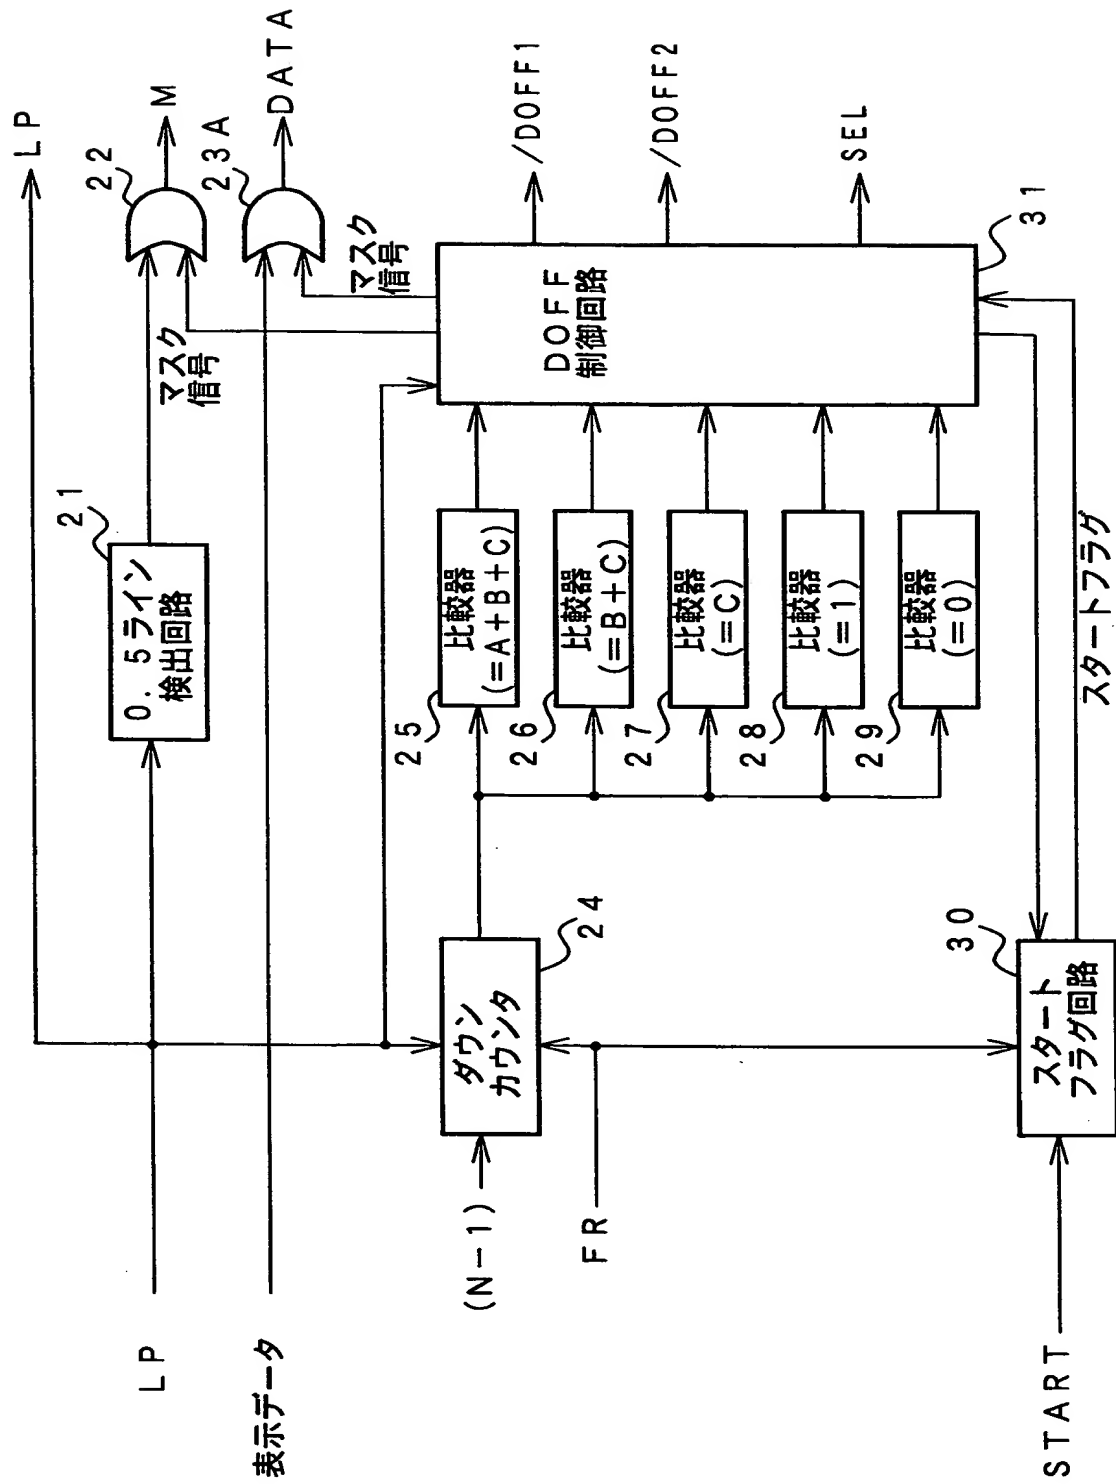 LP
22
M
23A
DATA
21
0.5ライン
検出回路
マスク
信号
マスク
信号
/DOFF1
/DOFF2
SEL
LP
表示データ
25
比較器
(=A+B+C)
26
比較器
(=B+C)
27
比較器
(=C)
28
比較器
(=1)
29
比較器
(=0)
DOFF
制御回路
31
(N-1)
ダウン
カウンタ
24
FR
START
30
スタート
フラグ回路
スタートフラグ